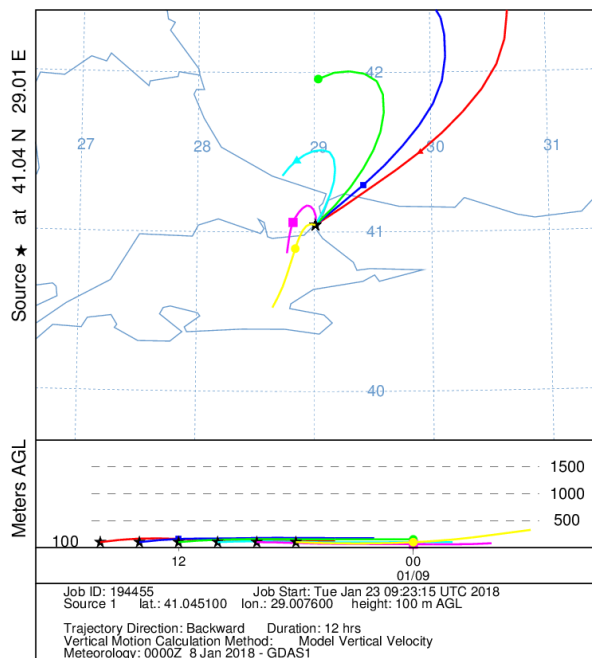 Source ★ at 41.04 N 29.01 E
42
27
28
29
30
31
41
40
Meters AGL
1500
1000
500
100
12
00
01/09
Job ID: 194455 Job Start: Tue Jan 23 09:23:15 UTC 2018
Source 1 lat.: 41.045100 lon.: 29.007600 height: 100 m AGL
Trajectory Direction: Backward Duration: 12 hrs
Vertical Motion Calculation Method: Model Vertical Velocity
Meteorology: 0000Z 8 Jan 2018 - GDAS1